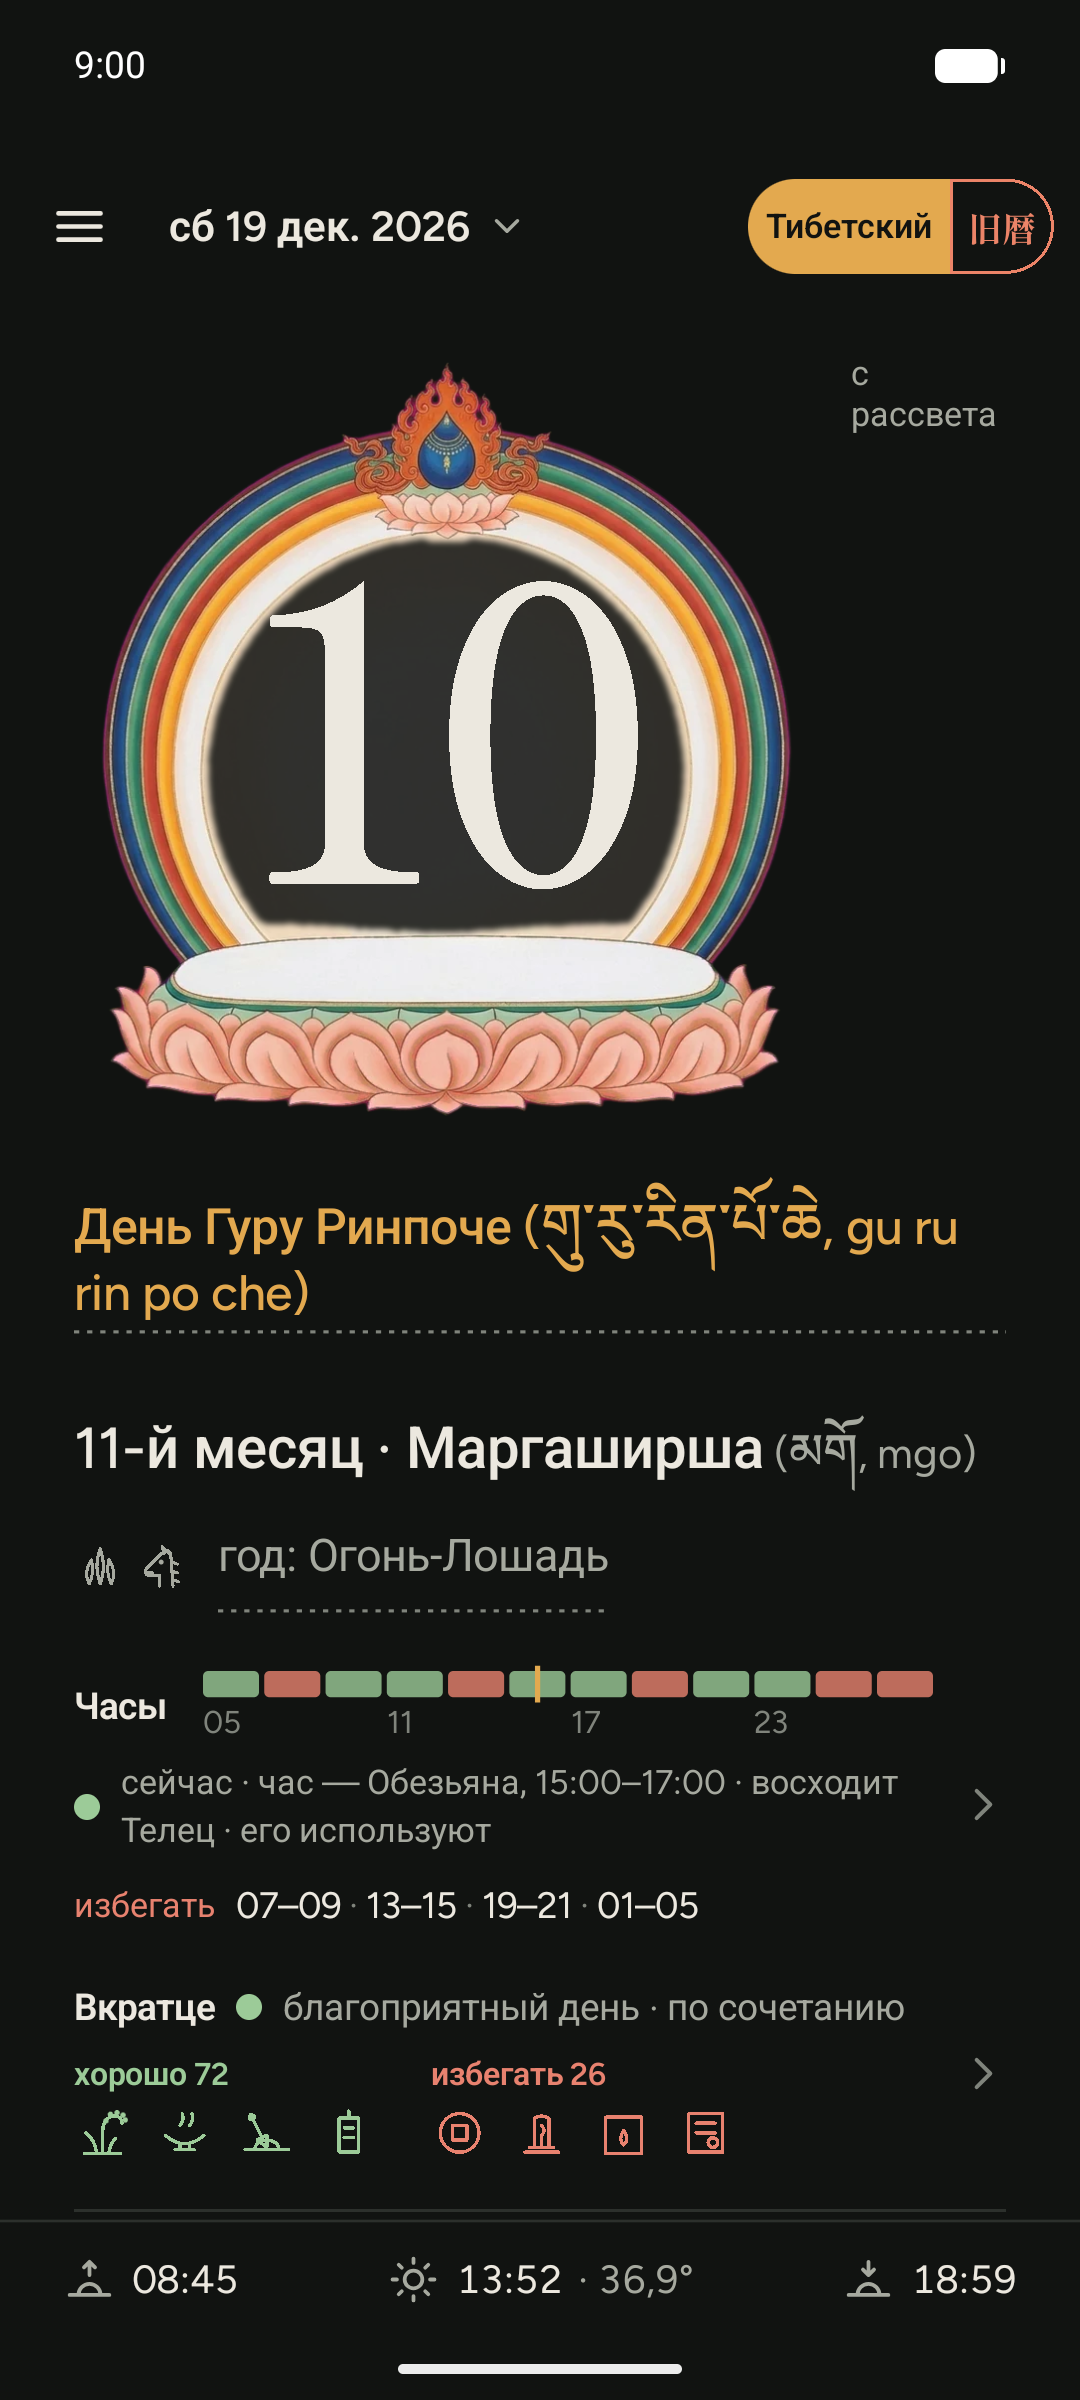 9:00
сб 19 дек. 2026
Тибетский 旧暦
с
рассвета
10
День Гуру Ринпоче (གུ་རུ་རིན་པོ་ཆེ, gu ru
rin po che)
11-й месяц · Маргаширша (མགོ, mgo)
год: Огонь-Лошадь
Часы
05 11 17 23
сейчас · час — Обезьяна, 15:00–17:00 · восходит
Телец · его используют
избегать 07–09 · 13–15 · 19–21 · 01–05
Вкратце благоприятный день · по сочетанию
хорошо 72 избегать 26
08:45 13:52 · 36,9° 18:59